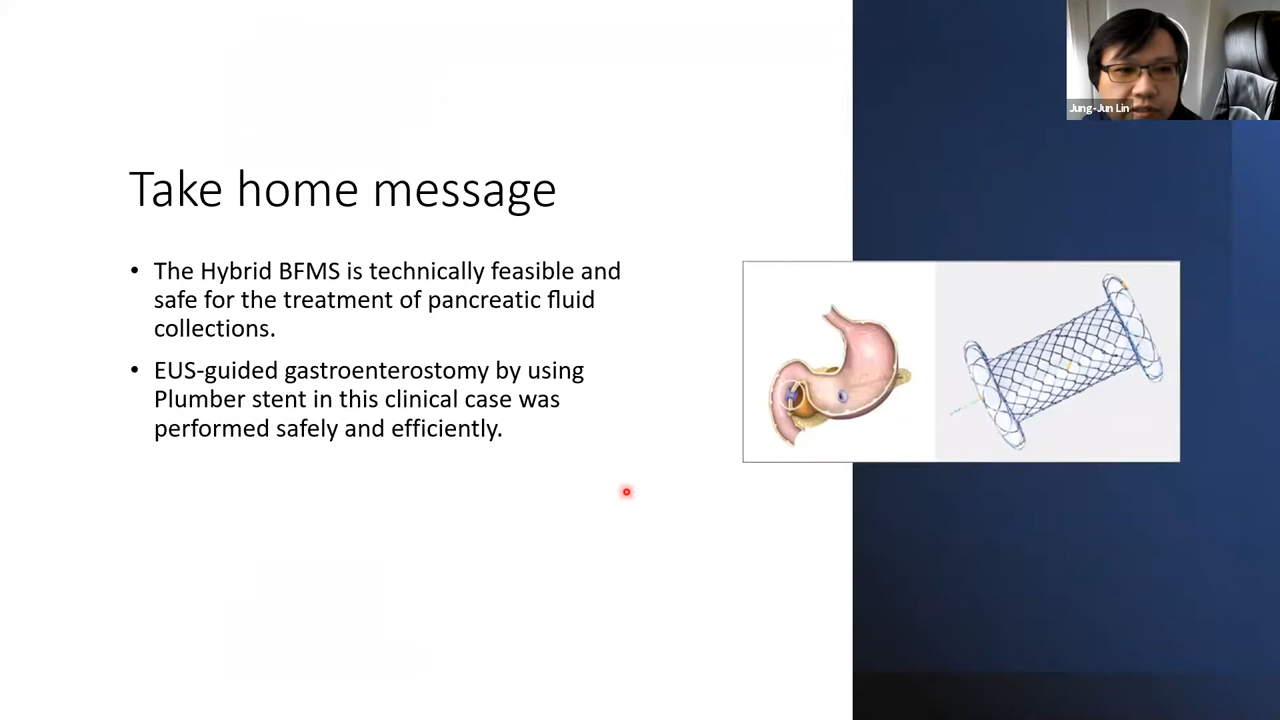 Jung-Jun Lin
Take home message
• The Hybrid BFMS is technically feasible and
safe for the treatment of pancreatic fluid
collections.
• EUS-guided gastroenterostomy by using
Plumber stent in this clinical case was
performed safely and efficiently.